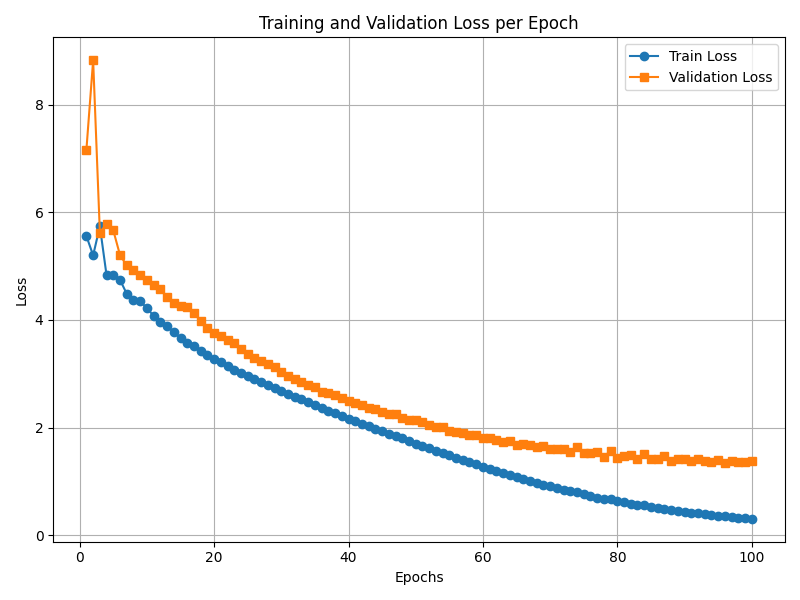 Training and Validation Loss per Epoch
Train Loss
Validation Loss
Loss
8
6
4
2
0
0 20 40 60 80 100
Epochs